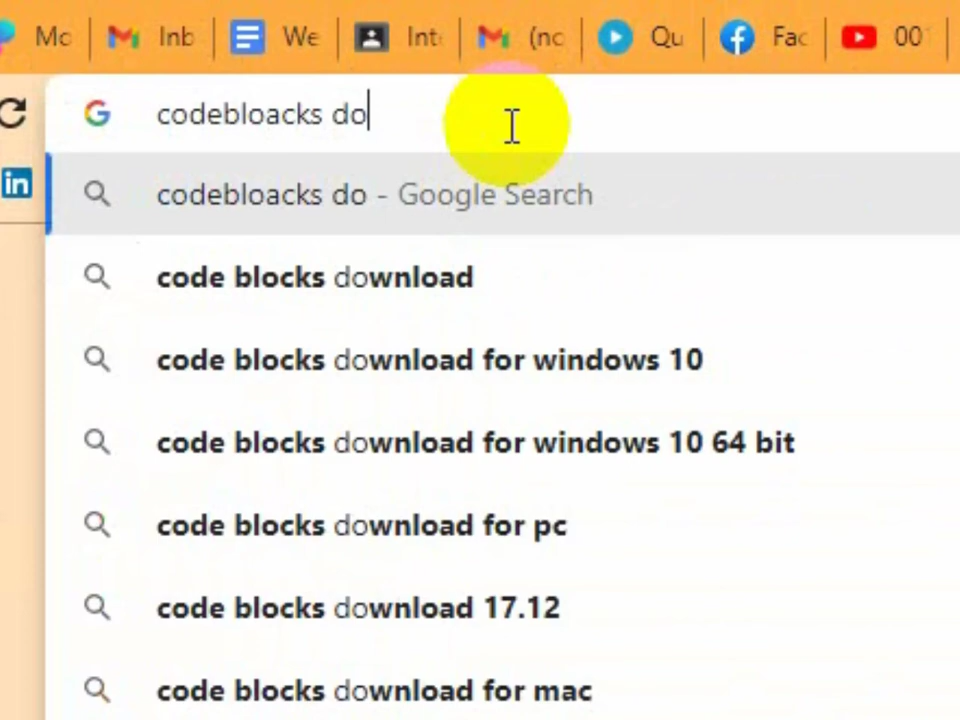 Mc Inb We Int (nc Qu Fac 00
codebloacks do
in
codebloacks do - Google Search
code blocks download
code blocks download for windows 10
code blocks download for windows 10 64 bit
code blocks download for pc
code blocks download 17.12
code blocks download for mac